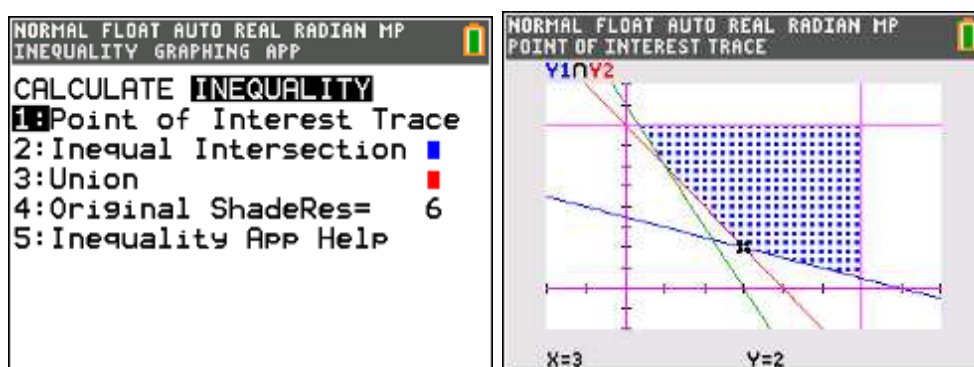 NORMAL FLOAT AUTO REAL RADIAN MP
INEQUALITY GRAPHING APP
CALCULATE INEQUALITY
1:Point of Interest Trace
2:Inequal Intersection
3:Union
4:Original ShadeRes= 6
5:Inequality App Help
NORMAL FLOAT AUTO REAL RADIAN MP
POINT OF INTEREST TRACE
Y1∩Y2
X=3 Y=2